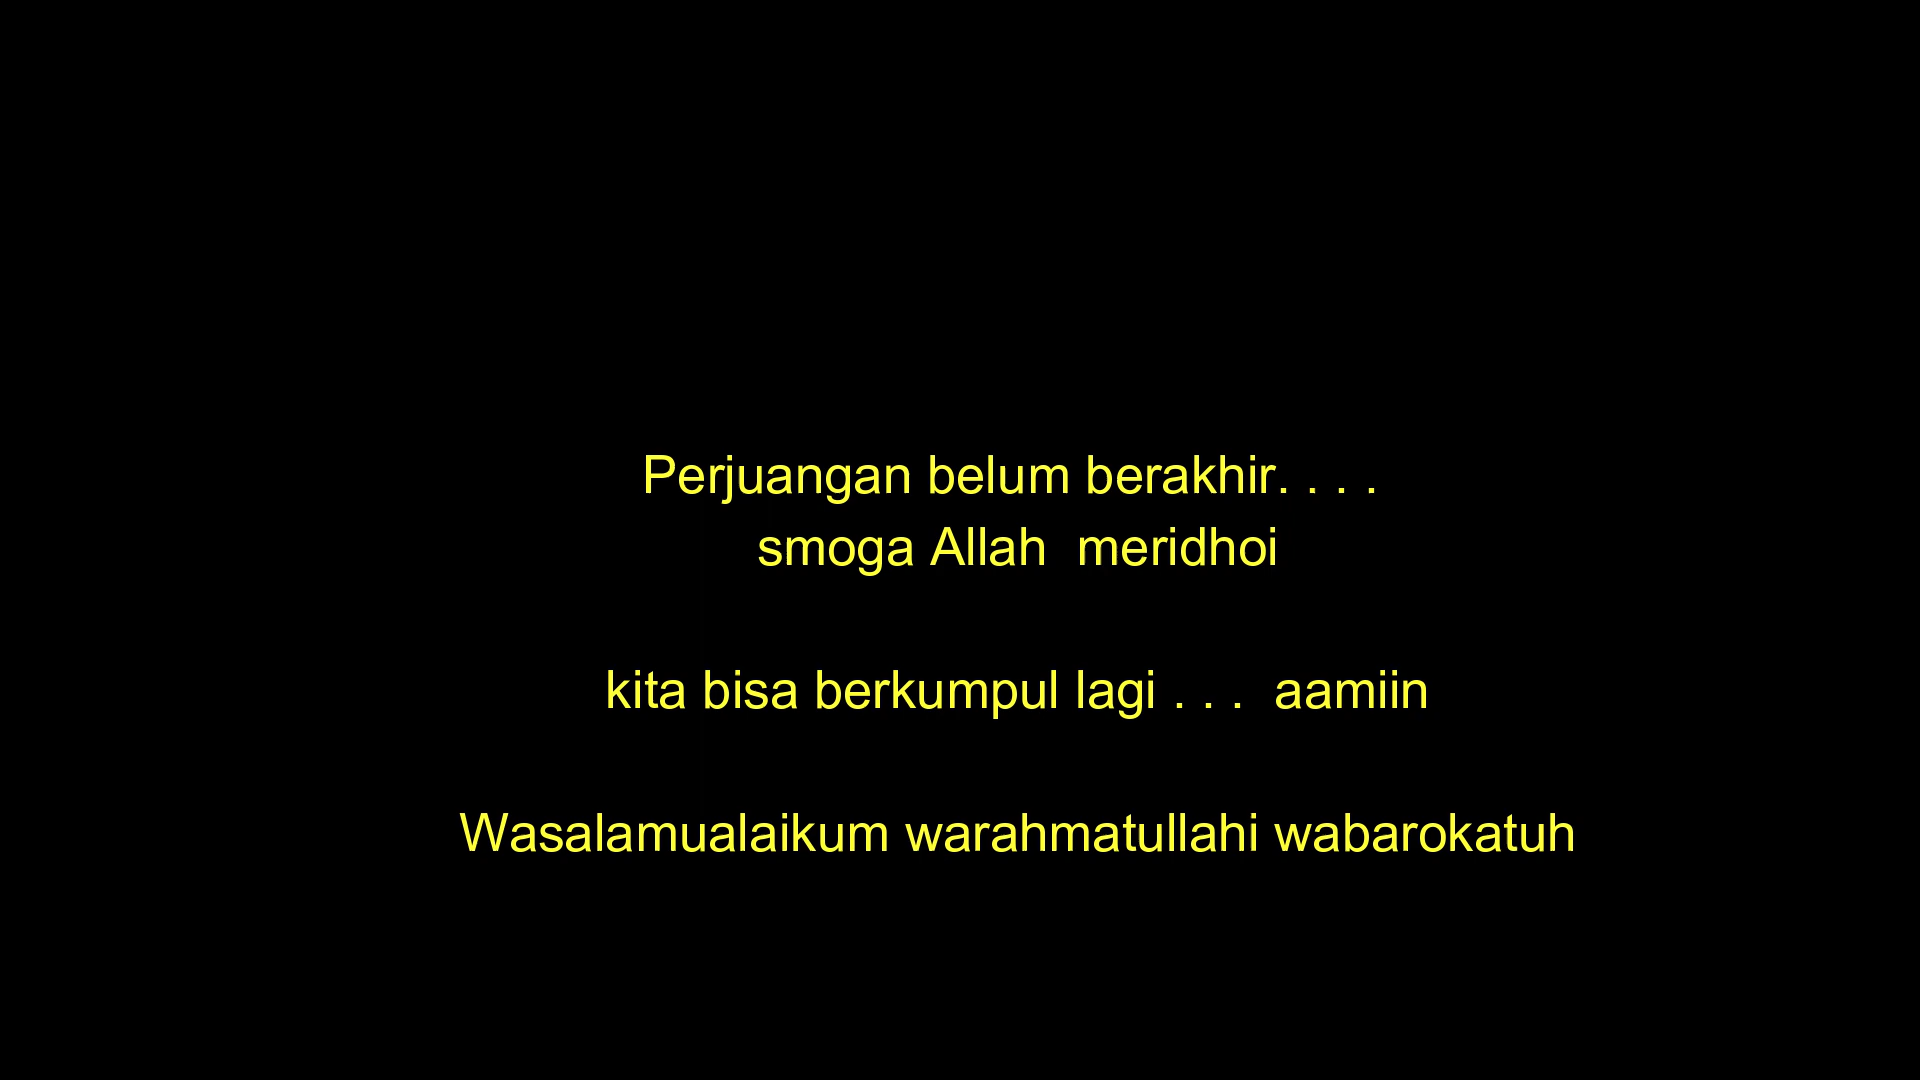 Perjuangan belum berakhir. . . .
smoga Allah  meridhoi
kita bisa berkumpul lagi . . .  aamiin
Wasalamualaikum warahmatullahi wabarokatuh